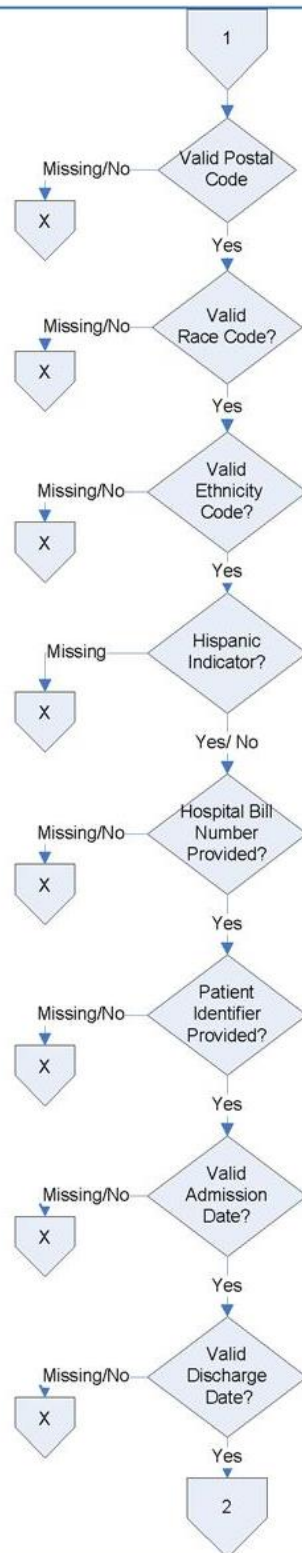 1
Valid Postal
Code
Missing/No
X
Yes
Valid
Race Code?
Missing/No
X
Yes
Valid
Ethnicity
Code?
Missing/No
X
Yes
Hispanic
Indicator?
Missing
X
Yes/ No
Hospital Bill
Number
Provided?
Missing/No
X
Yes
Patient
Identifier
Provided?
Missing/No
X
Yes
Valid
Admission
Date?
Missing/No
X
Yes
Valid
Discharge
Date?
Missing/No
X
Yes
2